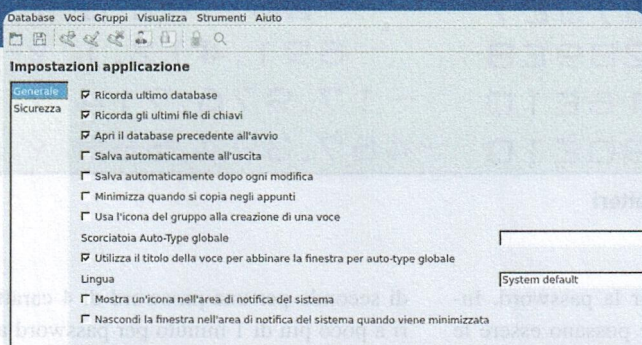 Database Voci Gruppi Visualizza Strumenti Aiuto
Impostazioni applicazione
Generale
Sicurezza
Ricorda ultimo database
Ricorda gli ultimi file di chiavi
Apri il database precedente all'avvio
Salva automaticamente all'uscita
Salva automaticamente dopo ogni modifica
Minimizza quando si copia negli appunti
Usa l'icona del gruppo alla creazione di una voce
Scorciatoia Auto-Type globale
Utilizza il titolo della voce per abbinare la finestra per auto-type globale
Lingua System default
Mostra un'icona nell'area di notifica del sistema
Nascondi la finestra nell'area di notifica del sistema quando viene minimizzata